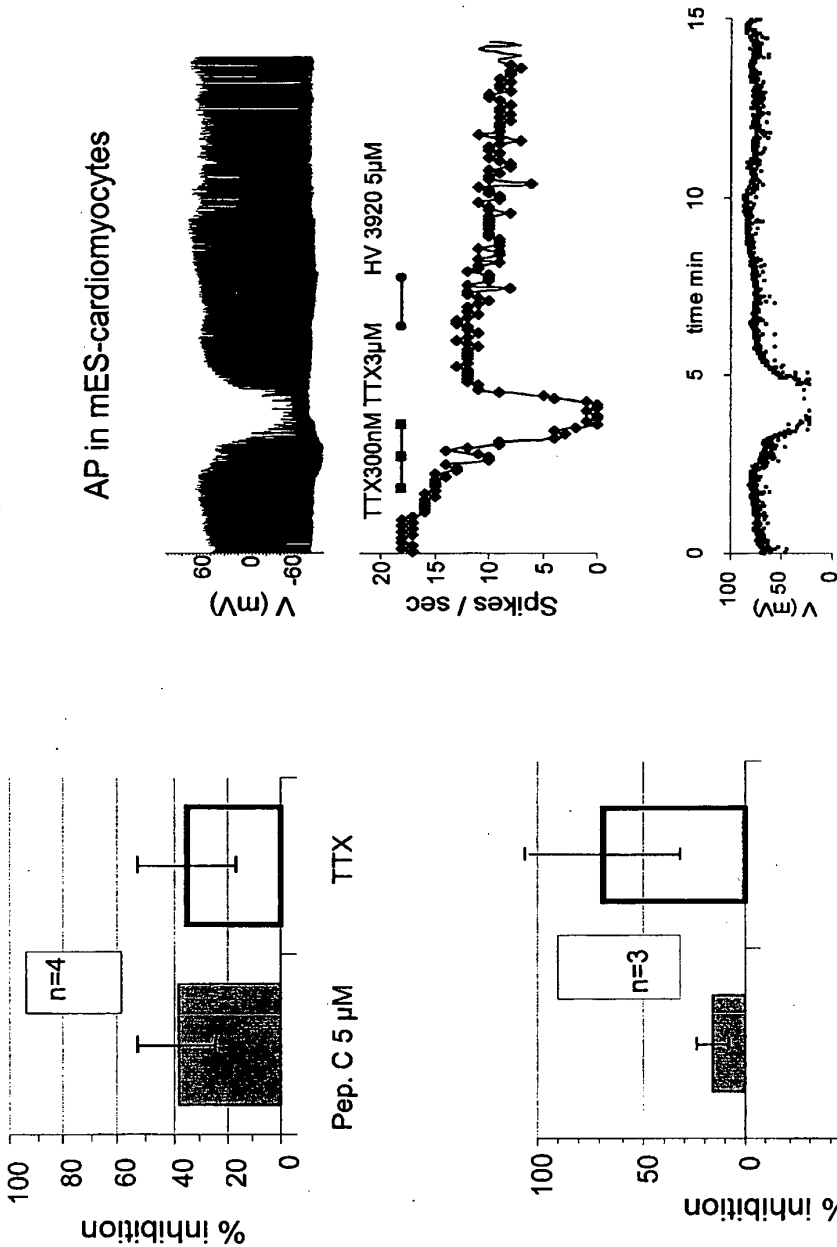 AP in mES-cardiomyocytes
100
80
60
40
20
0
% inhibition
n=4
Pep. C 5 µM
TTX
100
50
0
% inhibition
n=3
60
0
-60
V (mV)
TTX300nM TTX3µM HV 3920 5µM
20
15
10
5
0
Spikes / sec
100
50
0
V (mV)
0
5
10
15
time min